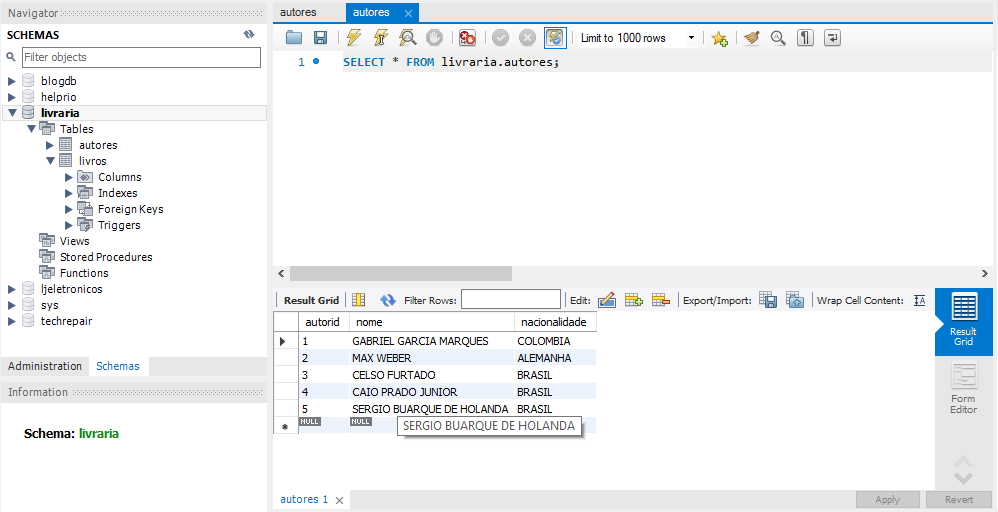 Navigator
SCHEMAS
Filter objects
blogdb
helprio
livraria
Tables
autores
livros
Columns
Indexes
Foreign Keys
Triggers
Views
Stored Procedures
Functions
ljeletronicos
sys
techrepair
Administration Schemas
Information
Schema: livraria
autores autores
Limit to 1000 rows
1 SELECT * FROM livraria.autores;
Result Grid Filter Rows: Edit: Export/Import: Wrap Cell Content:
autorid nome nacionalidade
1 GABRIEL GARCIA MARQUES COLOMBIA
2 MAX WEBER ALEMANHA
3 CELSO FURTADO BRASIL
4 CAIO PRADO JUNIOR BRASIL
5 SERGIO BUARQUE DE HOLANDA BRASIL
NULL NULL
SERGIO BUARQUE DE HOLANDA
Result
Grid
Form
Editor
autores 1
Apply Revert